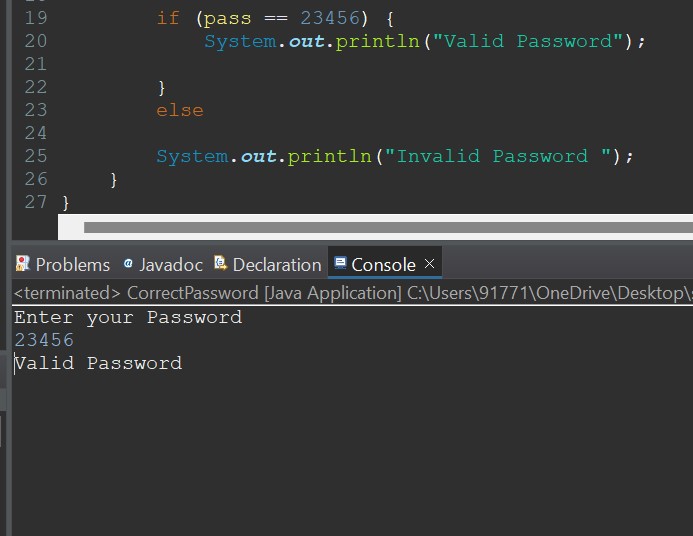 19 if (pass == 23456) {
20 System.out.println("Valid Password");
21
22 }
23 else
24
25 System.out.println("Invalid Password ");
26 }
27 }
Problems @ Javadoc Declaration Console ×
<terminated> CorrectPassword [Java Application] C:\Users\91771\OneDrive\Desktop\
Enter your Password
23456
Valid Password